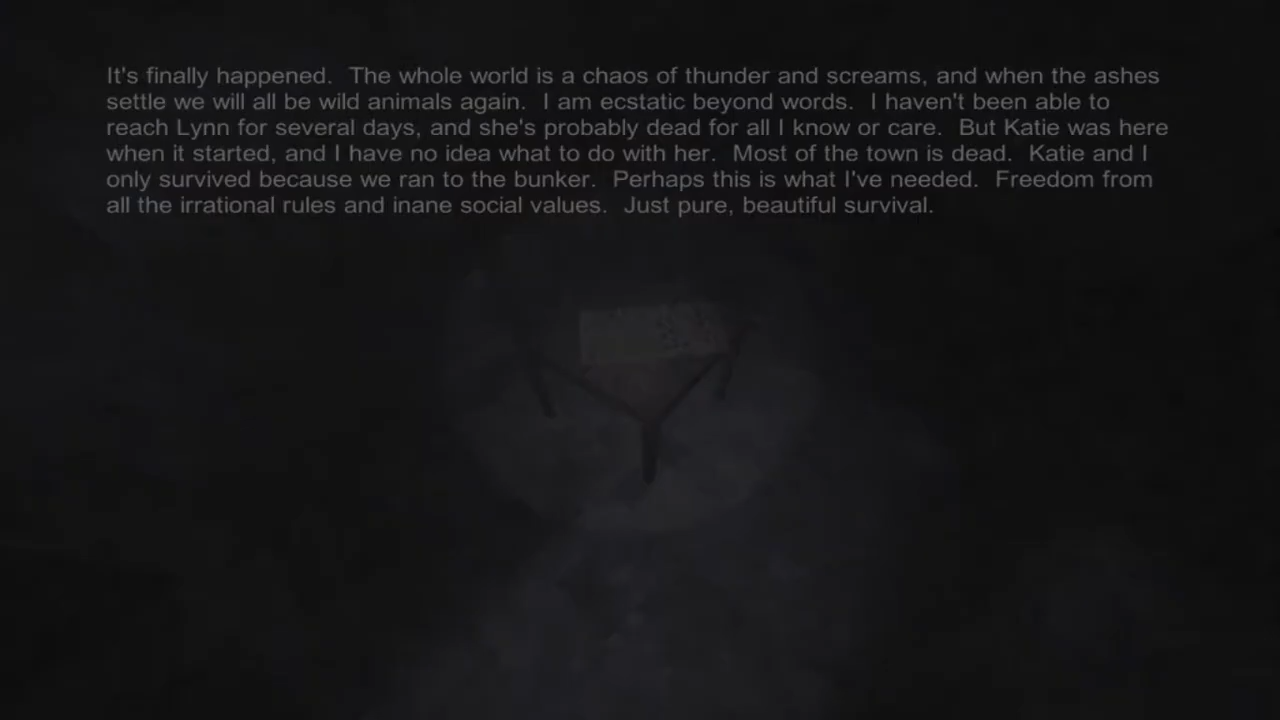 It's finally happened.  The whole world is a chaos of thunder and screams, and when the ashes
settle we will all be wild animals again.  I am ecstatic beyond words.  I haven't been able to
reach Lynn for several days, and she's probably dead for all I know or care.  But Katie was here
when it started, and I have no idea what to do with her.  Most of the town is dead.  Katie and I
only survived because we ran to the bunker.  Perhaps this is what I've needed.  Freedom from
all the irrational rules and inane social values.  Just pure, beautiful survival.